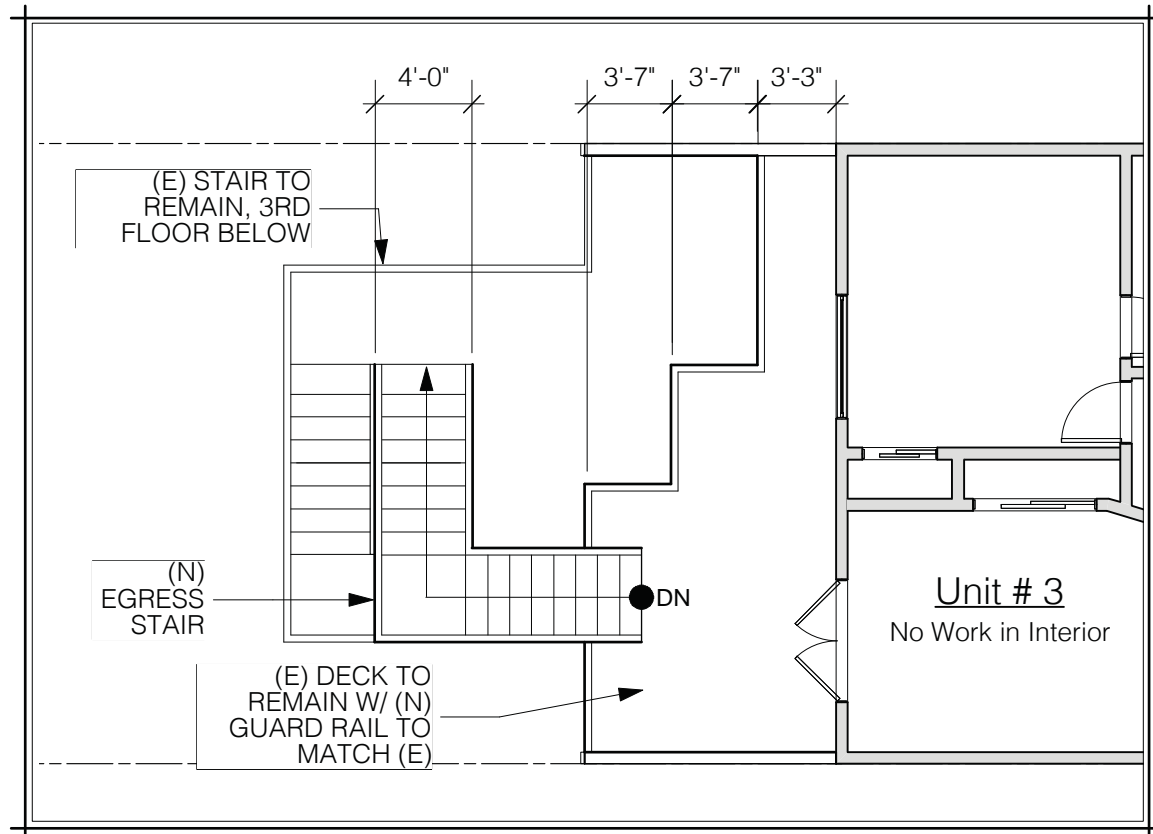 4'-0"
3'-7"
3'-7"
3'-3"
(E) STAIR TO
REMAIN, 3RD
FLOOR BELOW
(N)
EGRESS
STAIR
DN
Unit # 3
No Work in Interior
(E) DECK TO
REMAIN W/ (N)
GUARD RAIL TO
MATCH (E)